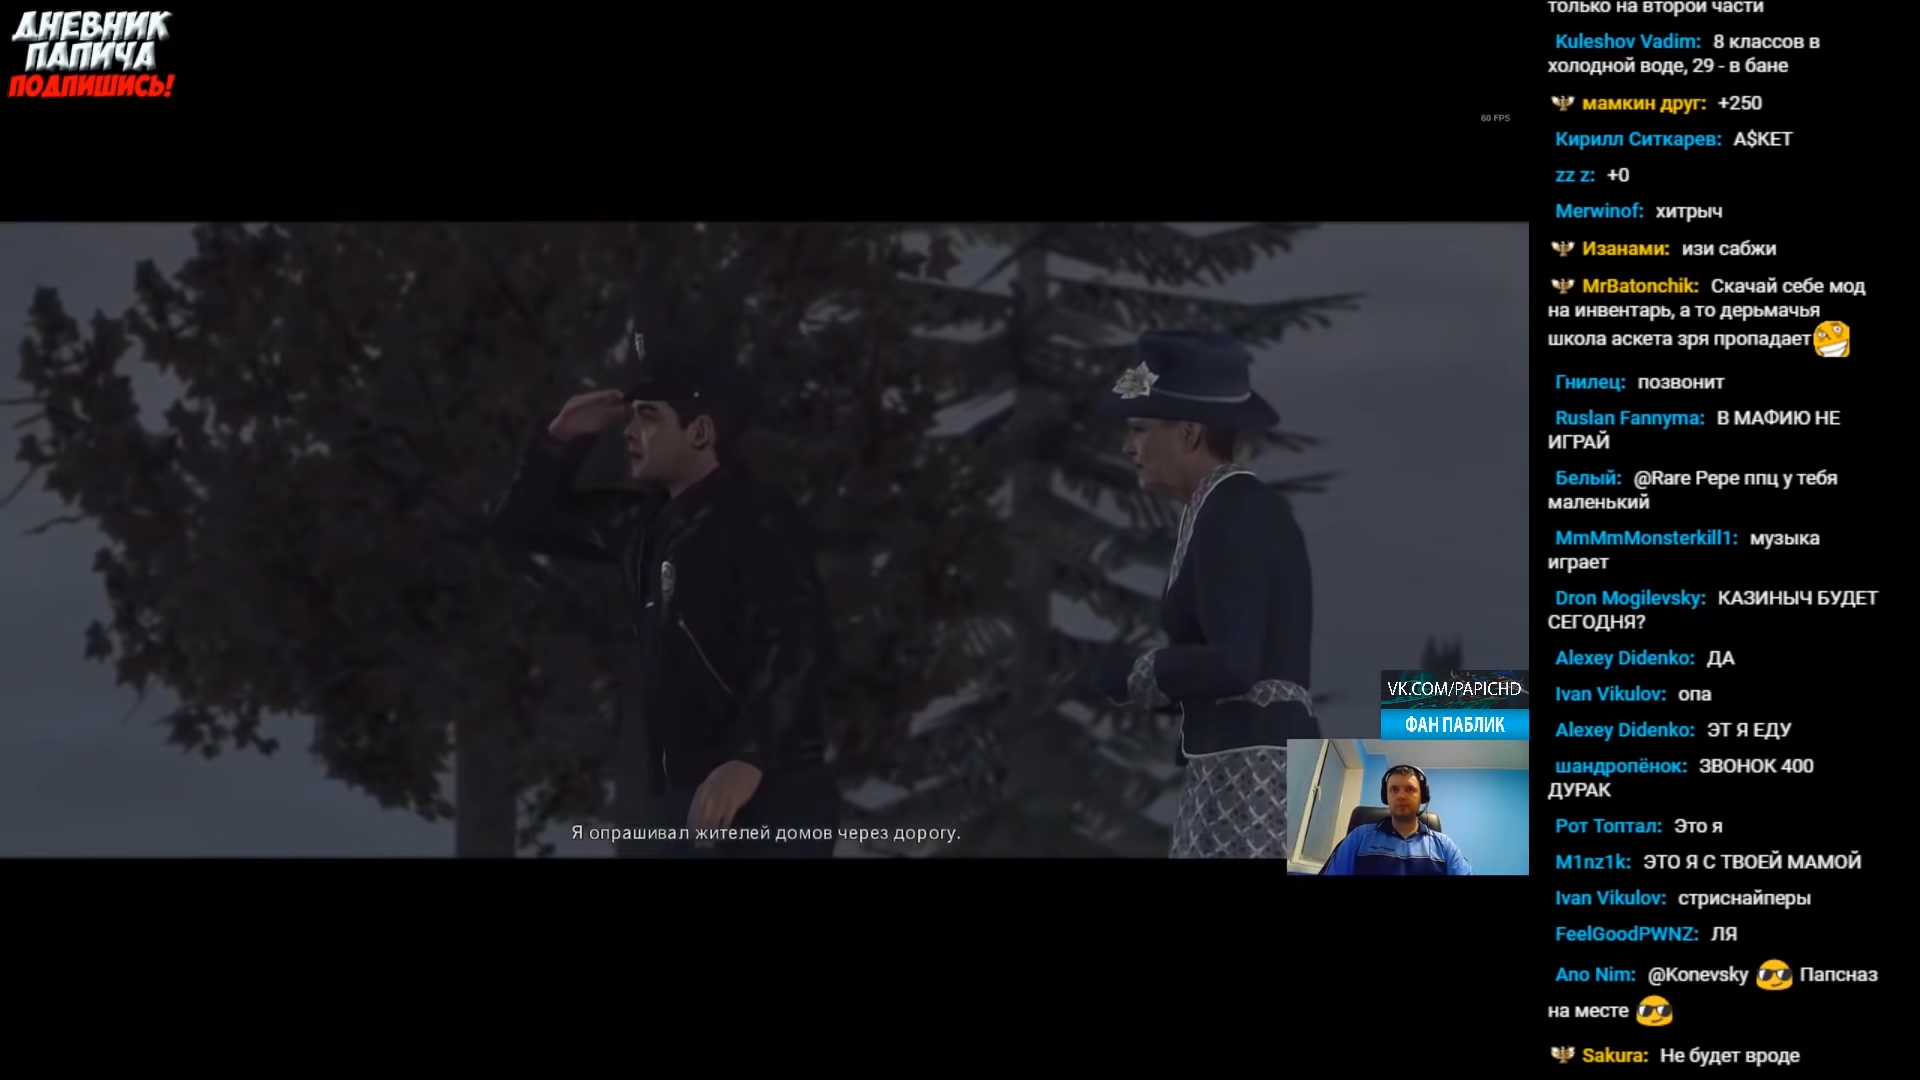 ДНЕВНИК
ПАПИЧА
ПОДПИШИСЬ!
60 FPS
Я опрашивал жителей домов через дорогу.
VK.COM/PAPICHD
ФАН ПАБЛИК
только на второй части
Kuleshov Vadim: 8 классов в
холодной воде, 29 - в бане
мамкин друг: +250
Кирилл Ситкарев: A$KET
zz z: +0
Merwinof: хитрыч
Изанами: изи сабжи
MrBatonchik: Скачай себе мод
на инвентарь, а то дерьмачья
школа аскета зря пропадает
Гнилец: позвонит
Ruslan Fannyma: В МАФИЮ НЕ
ИГРАЙ
Белый: @Rare Pepe ппц у тебя
маленький
MmMmMonsterkill1: музыка
играет
Dron Mogilevsky: КАЗИНЫЧ БУДЕТ
СЕГОДНЯ?
Alexey Didenko: ДА
Ivan Vikulov: опа
Alexey Didenko: ЭТ Я ЕДУ
шандропёнок: ЗВОНОК 400
ДУРАК
Рот Топтал: Это я
M1nz1k: ЭТО Я С ТВОЕЙ МАМОЙ
Ivan Vikulov: стриснайперы
FeelGoodPWNZ: ЛЯ
Ano Nim: @Konevsky Папсназ
на месте
Sakura: Не будет вроде